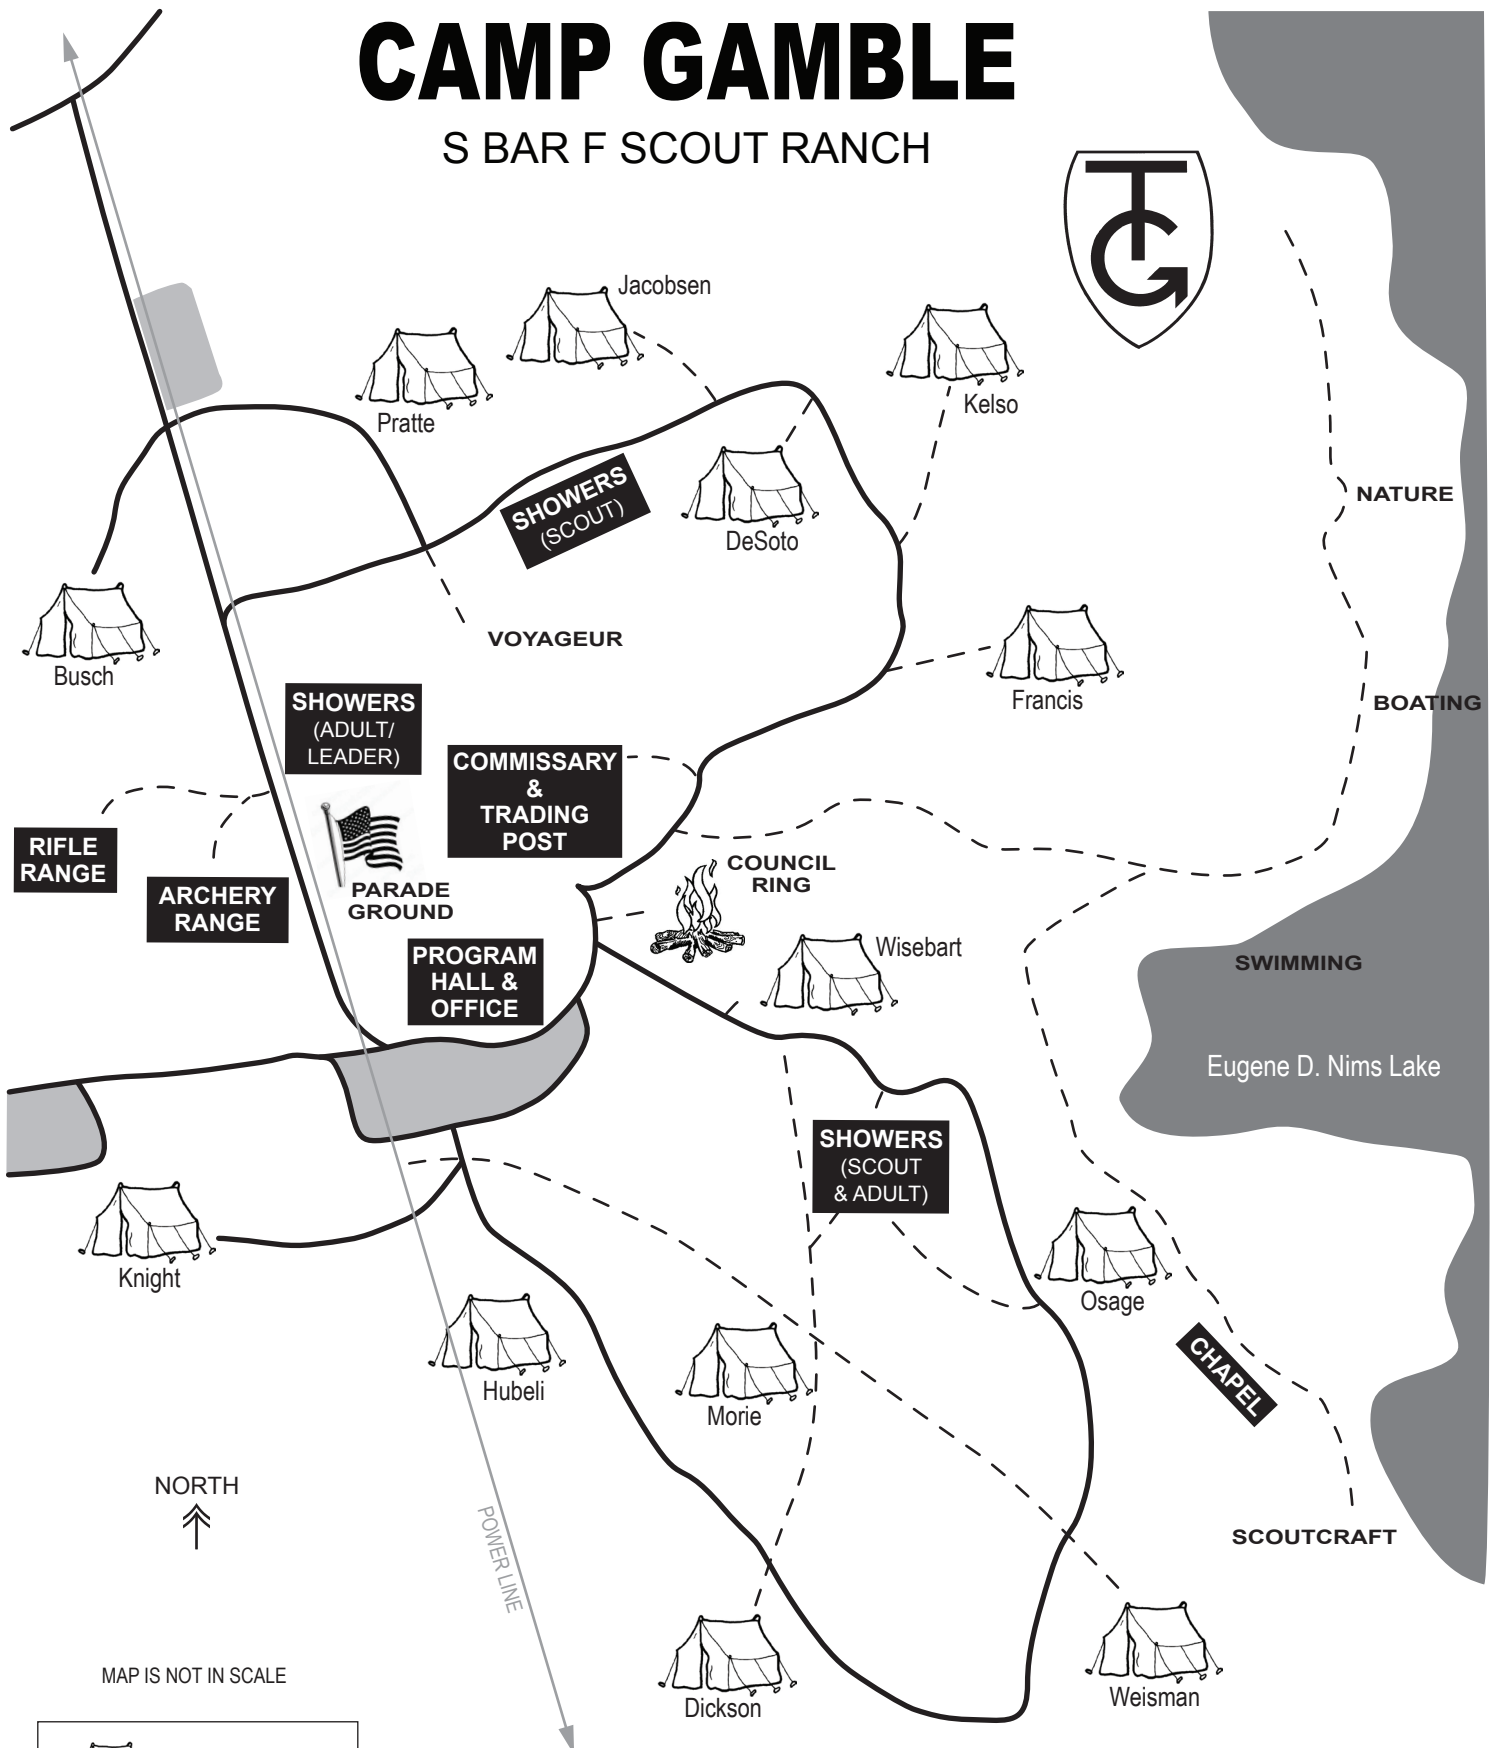 CAMP GAMBLE
S BAR F SCOUT RANCH
TG
Jacobsen
Pratte
Kelso
SHOWERS
(SCOUT)
DeSoto
NATURE
VOYAGEUR
Busch
Francis
BOATING
SHOWERS
(ADULT/
LEADER)
COMMISSARY
&
TRADING
POST
RIFLE
RANGE
ARCHERY
RANGE
PARADE
GROUND
COUNCIL
RING
PROGRAM
HALL &
OFFICE
Wisebart
SWIMMING
Eugene D. Nims Lake
SHOWERS
(SCOUT
& ADULT)
Knight
Osage
Hubeli
Morie
CHAPEL
NORTH
POWER LINE
SCOUTCRAFT
MAP IS NOT IN SCALE
Dickson
Weisman